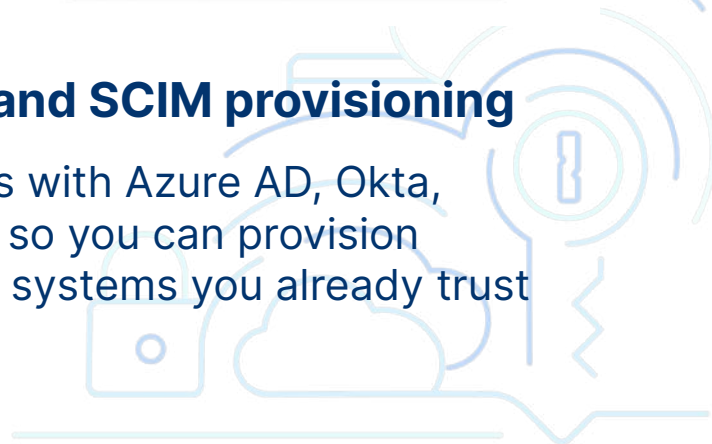 and SCIM provisioning
s with Azure AD, Okta,
so you can provision
systems you already trust